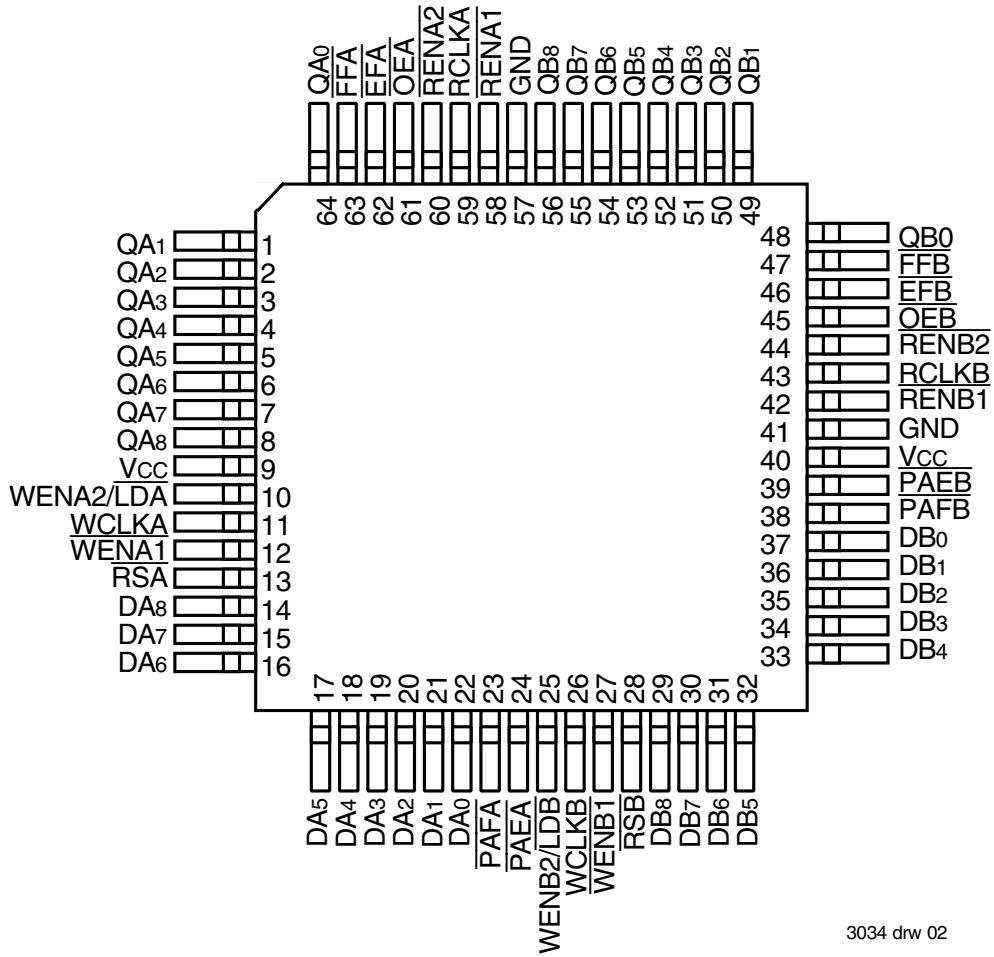 QA0
FFA
EFA
OEA
RENA2
RCLKA
RENA1
GND
QB8
QB7
QB6
QB5
QB4
QB3
QB2
QB1
64
63
62
61
60
59
58
57
56
55
54
53
52
51
50
49
QA1 1
QA2 2
QA3 3
QA4 4
QA5 5
QA6 6
QA7 7
QA8 8
VCC 9
WENA2/LDA 10
WCLKA 11
WENA1 12
RSA 13
DA8 14
DA7 15
DA6 16
48 QB0
47 FFB
46 EFB
45 OEB
44 RENB2
43 RCLKB
42 RENB1
41 GND
40 VCC
39 PAEB
38 PAFB
37 DB0
36 DB1
35 DB2
34 DB3
33 DB4
17
18
19
20
21
22
23
24
25
26
27
28
29
30
31
32
DA5
DA4
DA3
DA2
DA1
DA0
PAFA
PAEA
WENB2/LDB
WCLKB
WENB1
RSB
DB8
DB7
DB6
DB5
3034 drw 02